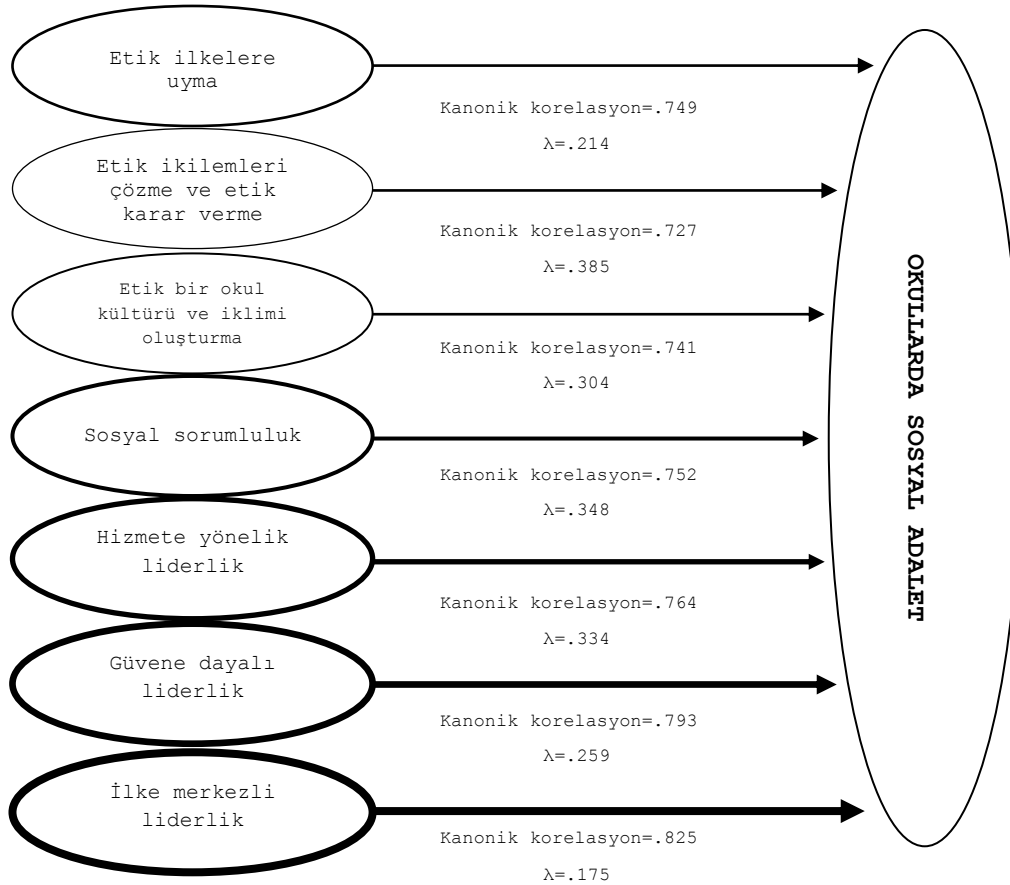 Etik ilkelere
uyma
Kanonik korelasyon=.749
λ=.214
Etik ikilemleri
çözme ve etik
karar verme
Kanonik korelasyon=.727
λ=.385
Etik bir okul
kültürü ve iklimi
oluşturma
Kanonik korelasyon=.741
λ=.304
Sosyal sorumluluk
Kanonik korelasyon=.752
λ=.348
Hizmete yönelik
liderlik
Kanonik korelasyon=.764
λ=.334
Güvene dayalı
liderlik
Kanonik korelasyon=.793
λ=.259
İlke merkezli
liderlik
Kanonik korelasyon=.825
λ=.175
OKULLARDA SOSYAL ADALET